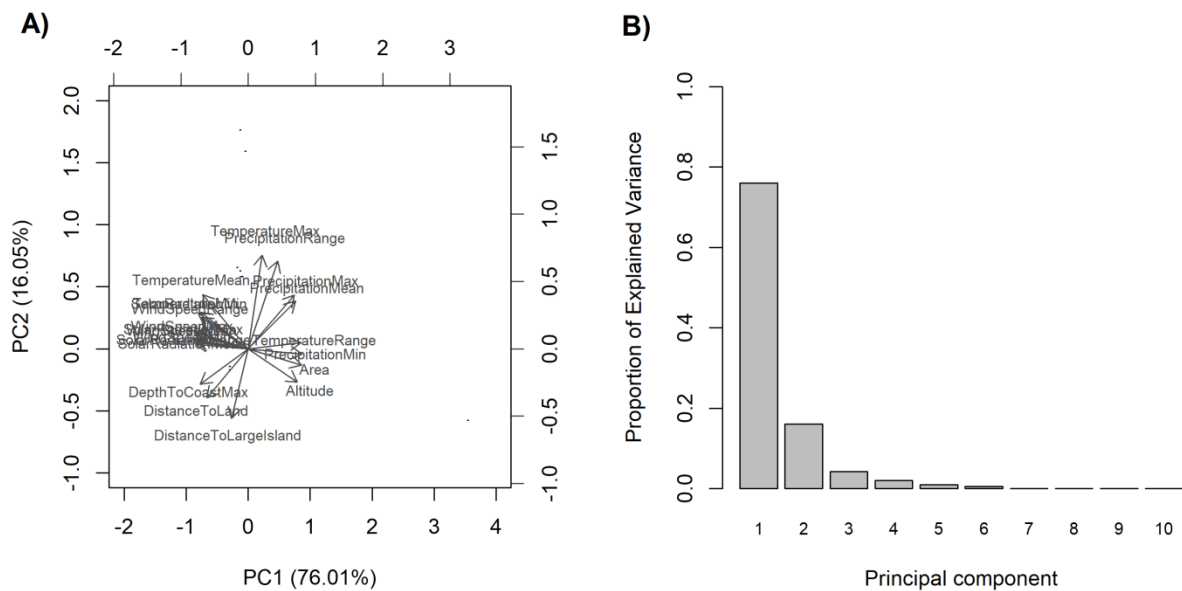 A)
-2 -1 0 1 2 3
2.0
1.5
1.0
0.5
0.0
-1.0
PC2 (16.05%)
1.5
1.0
0.5
0.0
-0.5
-1.0
TemperatureMax
PrecipitationRange
TemperatureMean
PrecipitationMax
PrecipitationMean
WindSpeedRange
TemperatureRange
PrecipitationMin
Area
Altitude
DepthToCoastMax
DistanceToLand
DistanceToLargeIsland
-2 -1 0 1 2 3 4
PC1 (76.01%)
B)
Proportion of Explained Variance
1.0
0.8
0.6
0.4
0.2
0.0
1 2 3 4 5 6 7 8 9 10
Principal component